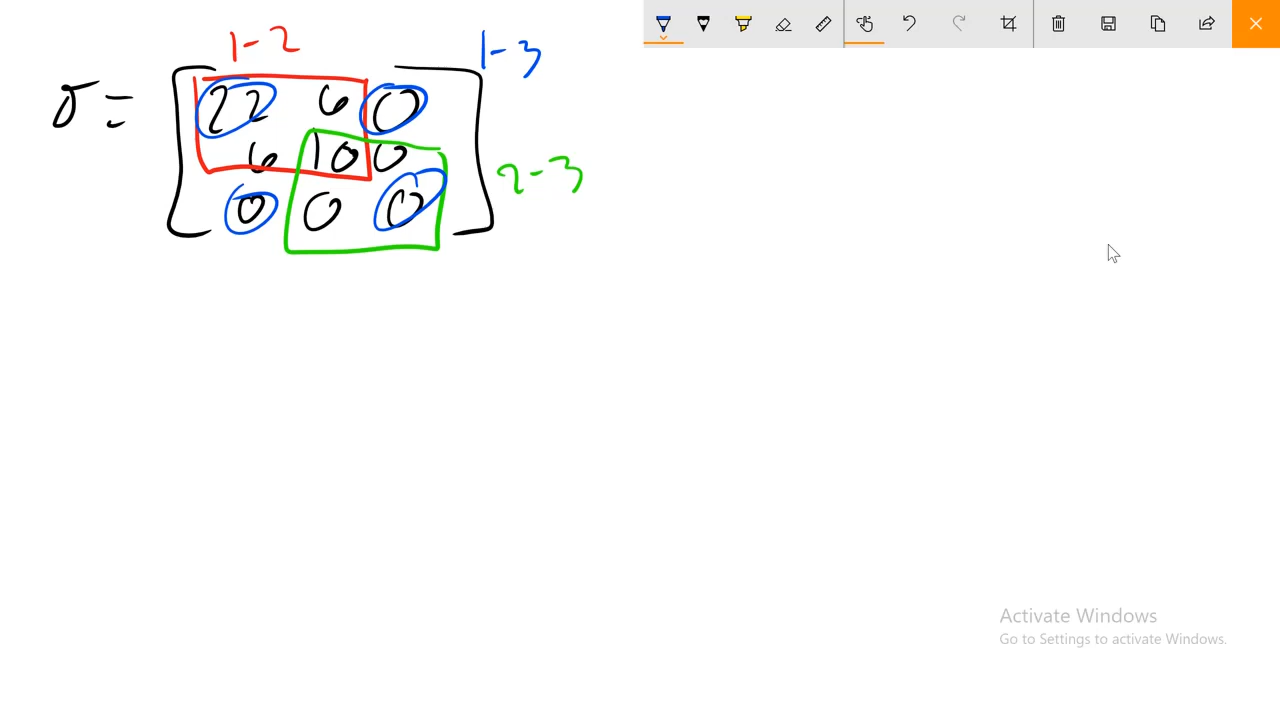 1-2
1-3
σ = [ 22 6 0
6 10 0
0 0 0 ]
2-3
Activate Windows
Go to Settings to activate Windows.